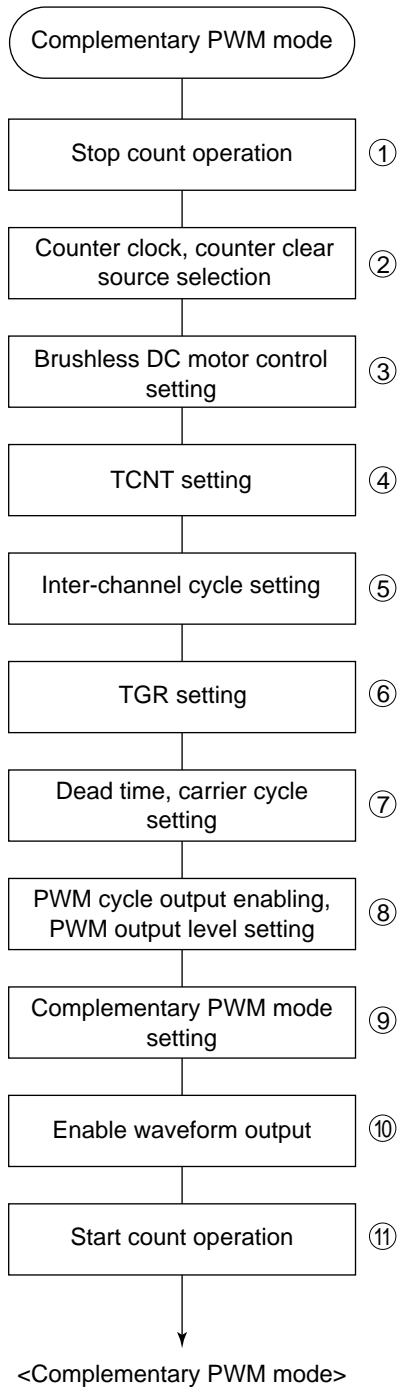 Complementary PWM mode
Stop count operation ①
Counter clock, counter clear
source selection ②
Brushless DC motor control
setting ③
TCNT setting ④
Inter-channel cycle setting ⑤
TGR setting ⑥
Dead time, carrier cycle
setting ⑦
PWM cycle output enabling,
PWM output level setting ⑧
Complementary PWM mode
setting ⑨
Enable waveform output ⑩
Start count operation ⑪
<Complementary PWM mode>